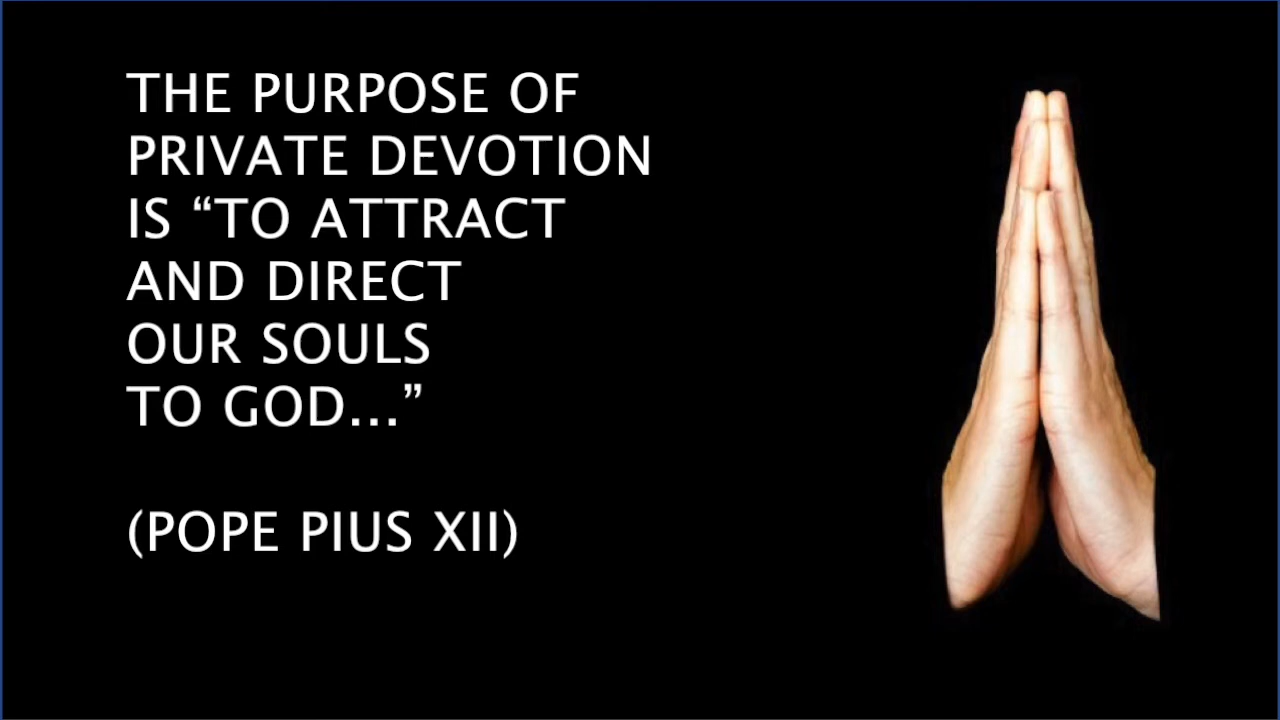 THE PURPOSE OF
PRIVATE DEVOTION
IS “TO ATTRACT
AND DIRECT
OUR SOULS
TO GOD...”
(POPE PIUS XII)